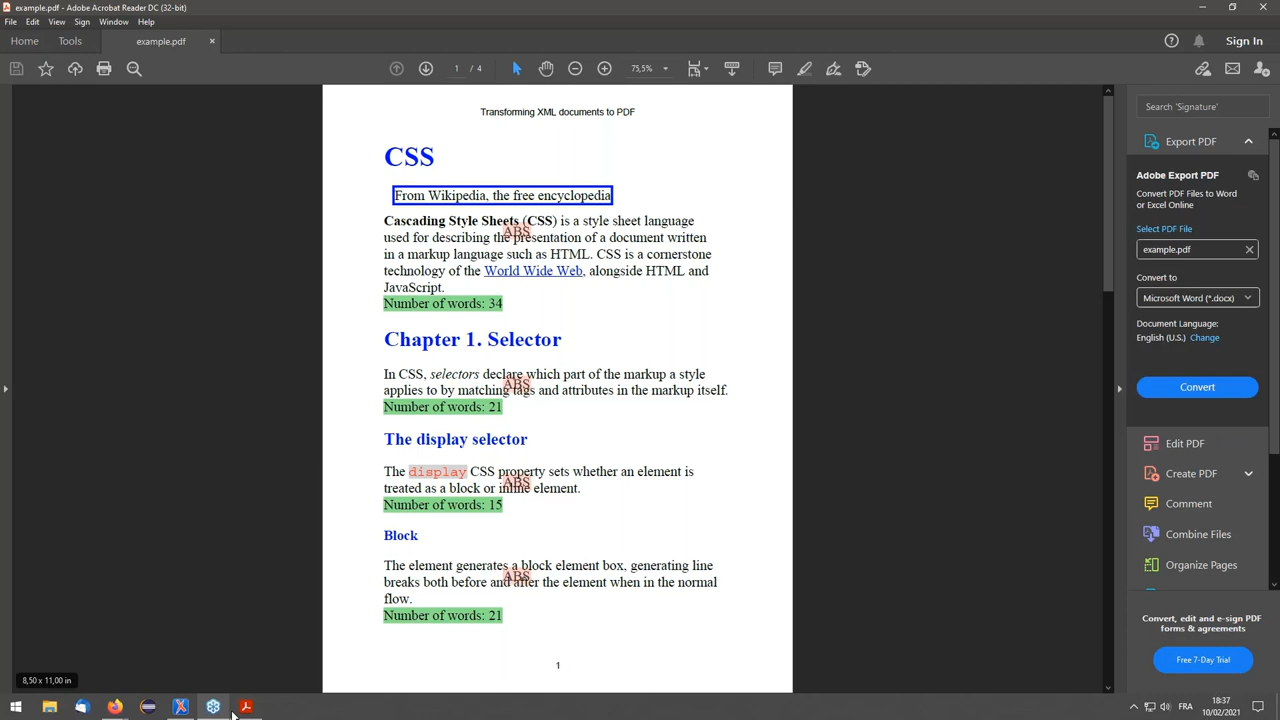 example.pdf - Adobe Acrobat Reader DC (32-bit)
File Edit View Sign Window Help
Home Tools example.pdf × Sign In
1 / 4 75,5%
Transforming XML documents to PDF
CSS
From Wikipedia, the free encyclopedia
Cascading Style Sheets (CSS) is a style sheet language
ABS
used for describing the presentation of a document written
in a markup language such as HTML. CSS is a cornerstone
technology of the World Wide Web, alongside HTML and
JavaScript.
Number of words: 34
Chapter 1. Selector
In CSS, selectors declare which part of the markup a style
ABS
applies to by matching tags and attributes in the markup itself.
Number of words: 21
The display selector
The display CSS property sets whether an element is
ABS
treated as a block or inline element.
Number of words: 15
Block
The element generates a block element box, generating line
ABS
breaks both before and after the element when in the normal
flow.
Number of words: 21
1
8,50 x 11,00 in
Search 'Signature'
Export PDF
Adobe Export PDF
Convert PDF Files to Word
or Excel Online
Select PDF File
example.pdf
Convert to
Microsoft Word (*.docx)
Document Language:
English (U.S.) Change
Convert
Edit PDF
Create PDF
Comment
Combine Files
Organize Pages
Convert, edit and e-sign PDF
forms & agreements
Free 7-Day Trial
FR
18:37
10/02/2021